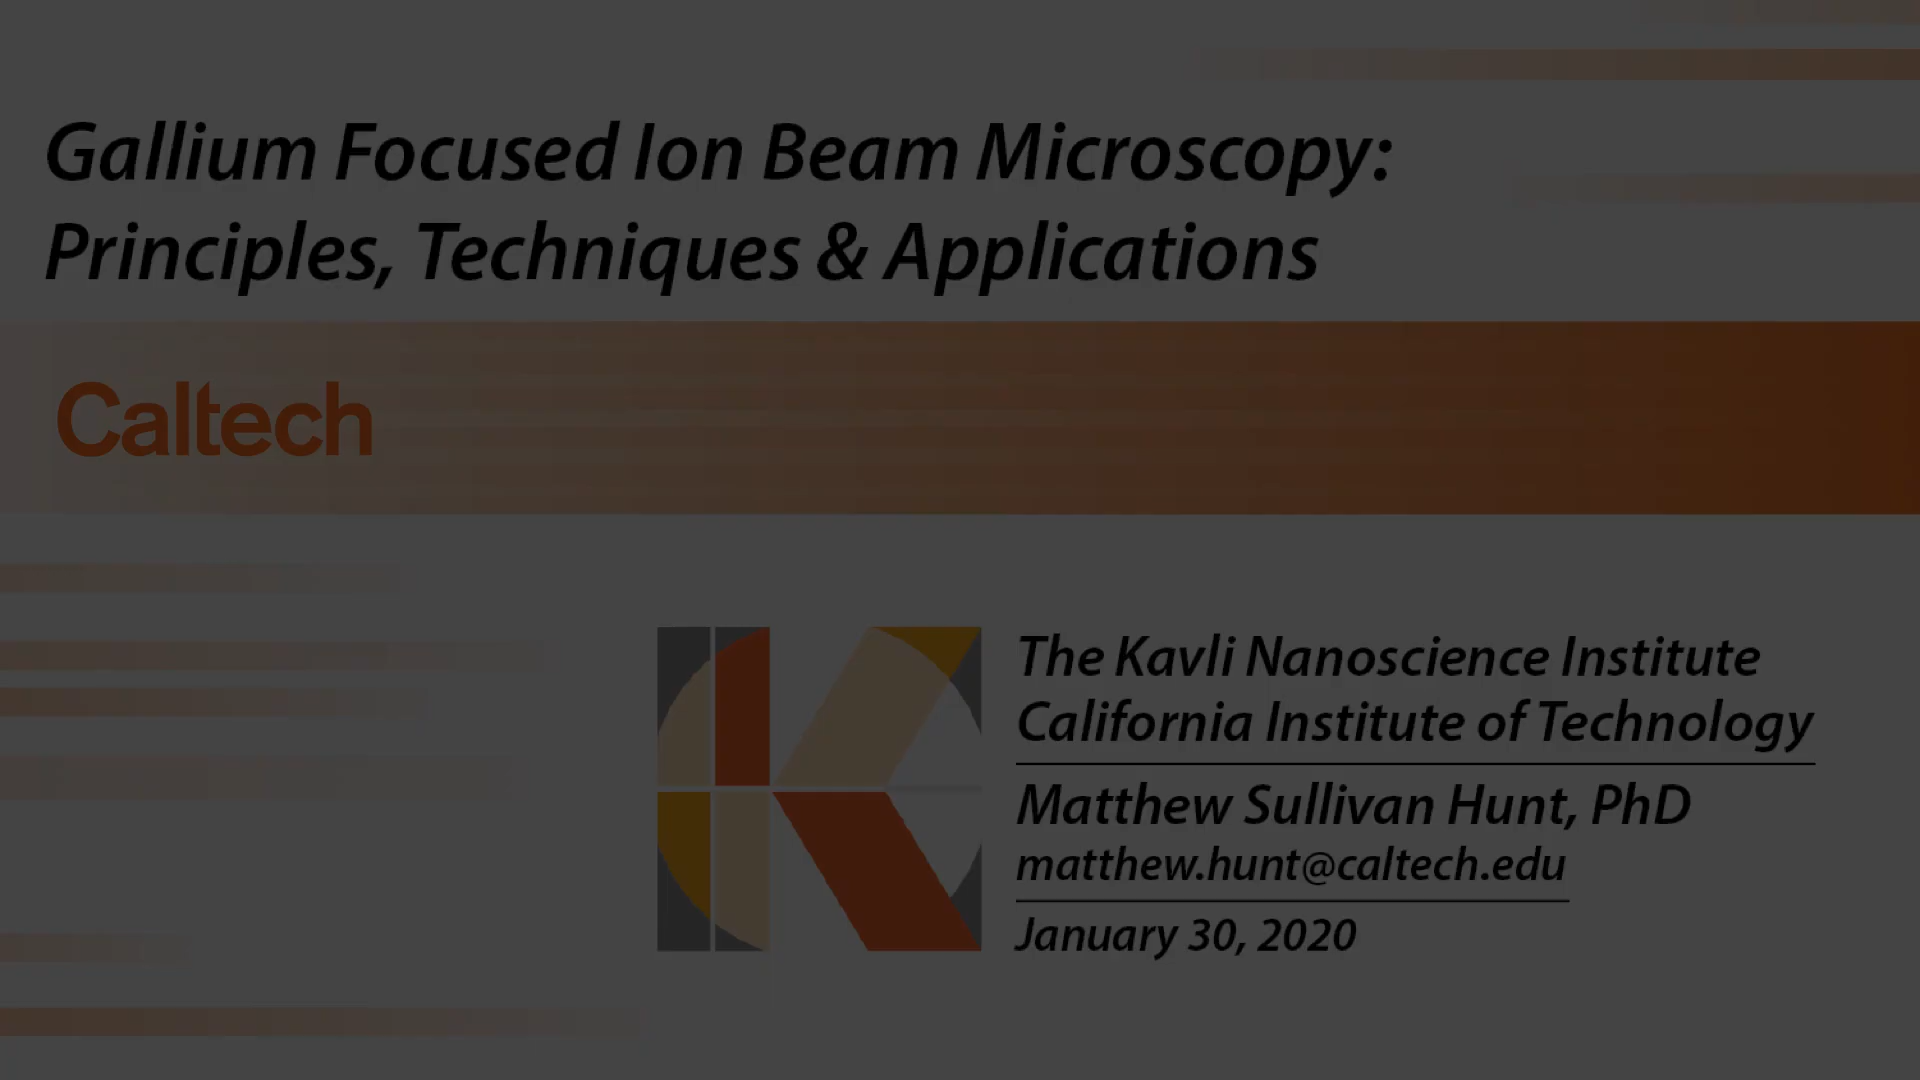 Gallium Focused Ion Beam Microscopy:
Principles, Techniques & Applications
Caltech
The Kavli Nanoscience Institute
California Institute of Technology
Matthew Sullivan Hunt, PhD
matthew.hunt@caltech.edu
January 30, 2020